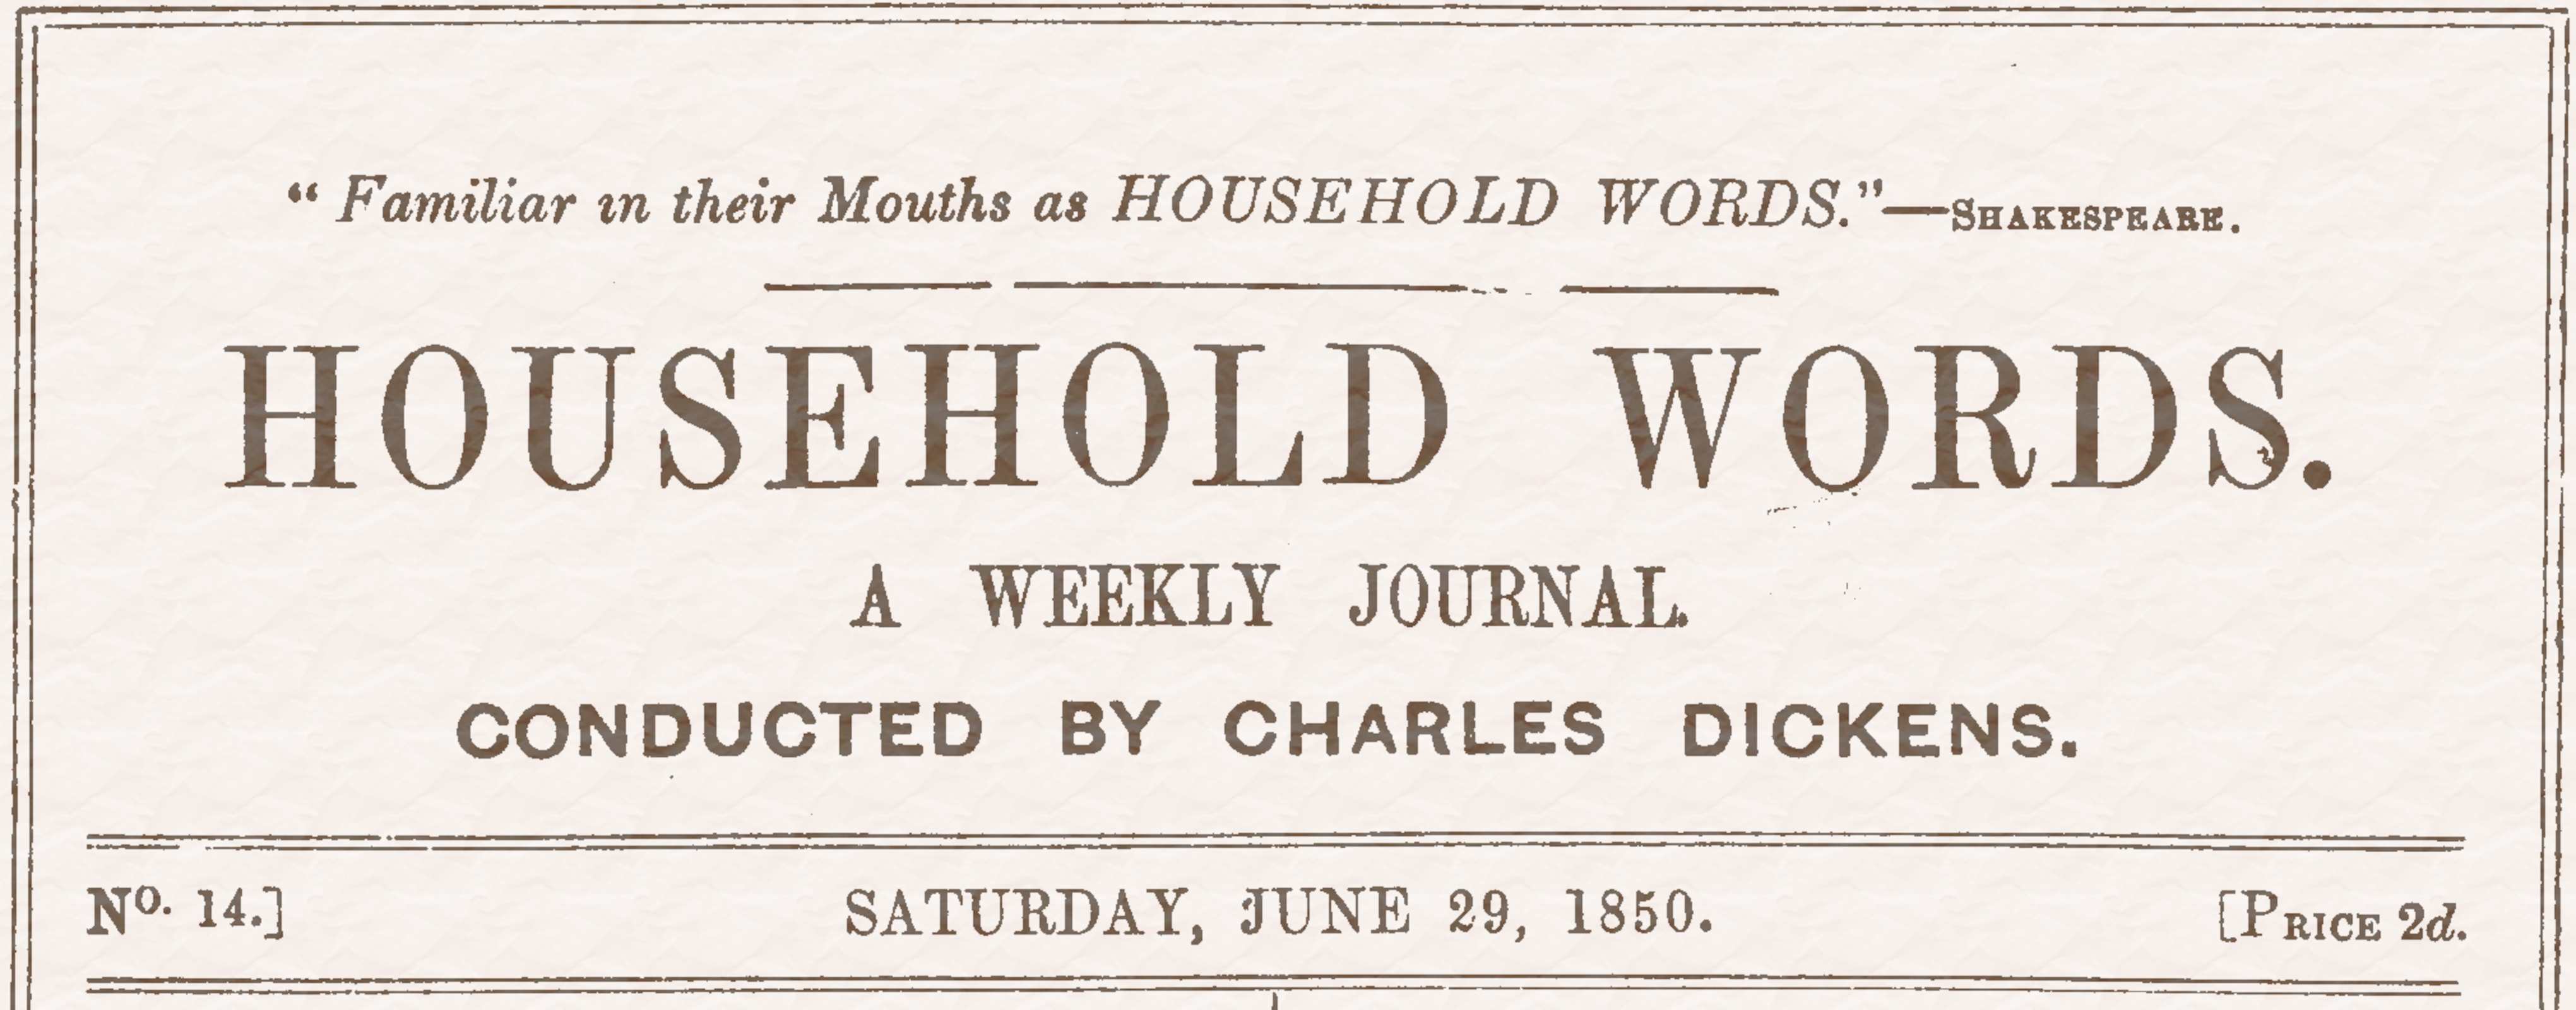 “ Familiar in their Mouths as HOUSEHOLD WORDS.”—SHAKESPEARE.
HOUSEHOLD WORDS.
A WEEKLY JOURNAL.
CONDUCTED BY CHARLES DICKENS.
Nº. 14.] SATURDAY, JUNE 29, 1850. [PRICE 2d.